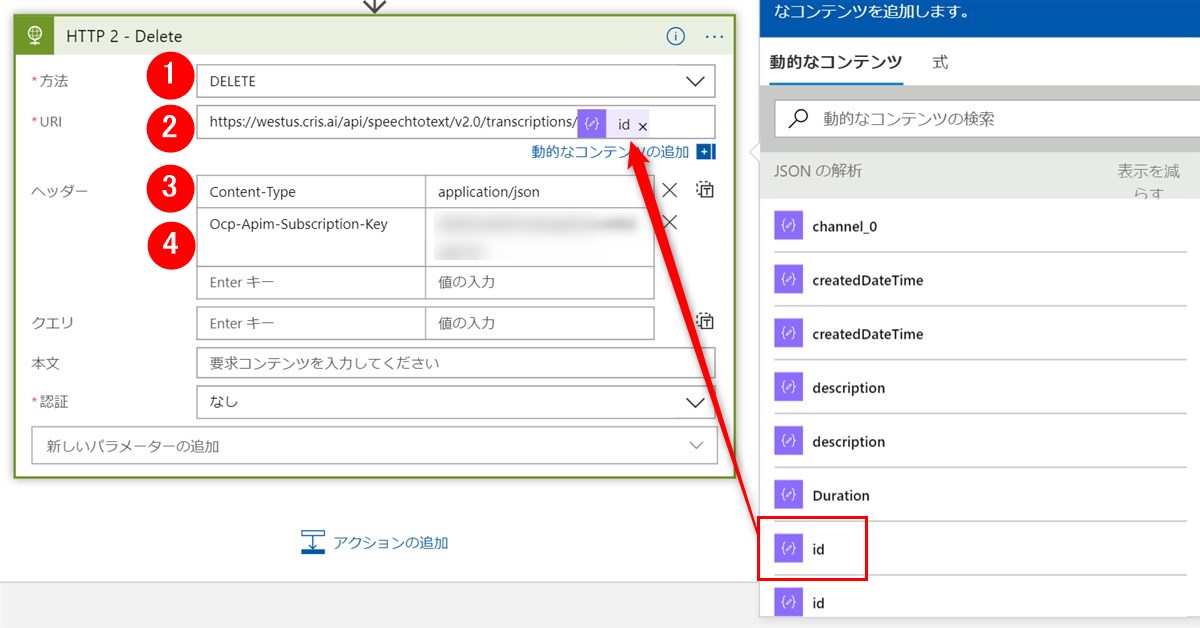 なコンテンツを追加します。
HTTP 2 - Delete
動的なコンテンツ 式
* 方法
1
DELETE
* URI
2
https://westus.cris.ai/api/speechtotext/v2.0/transcriptions/ id ×
動的なコンテンツの追加
動的なコンテンツの検索
JSON の解析
表示を減
らす
ヘッダー
3
Content-Type application/json
4
Ocp-Apim-Subscription-Key
Enter キー 値の入力
クエリ
Enter キー 値の入力
本文
要求コンテンツを入力してください
* 認証
なし
新しいパラメーターの追加
アクションの追加
channel_0
createdDateTime
createdDateTime
description
description
Duration
id
id